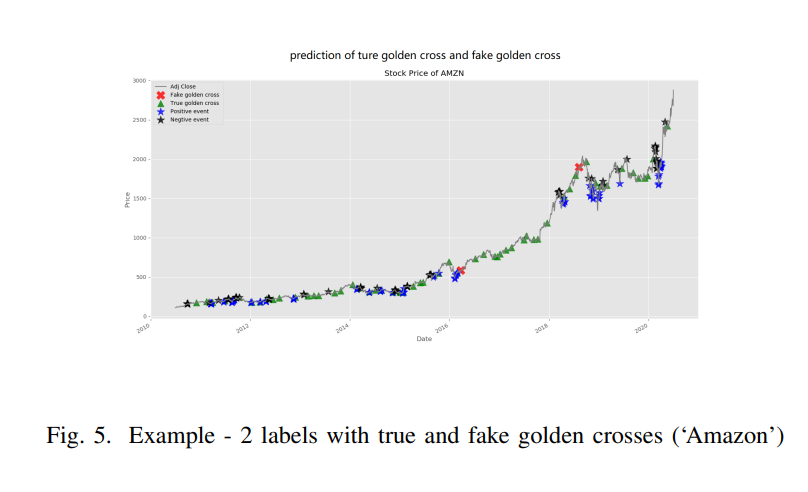 prediction of ture golden cross and fake golden cross
Stock Price of AMZN
3000
2500
2000
1500
1000
500
0
Price
Adj Close
Fake golden cross
True golden cross
Positive event
Negtive event
2010
2012
2014
2016
2018
2020
Date
Fig. 5. Example - 2 labels with true and fake golden crosses (‘Amazon’)